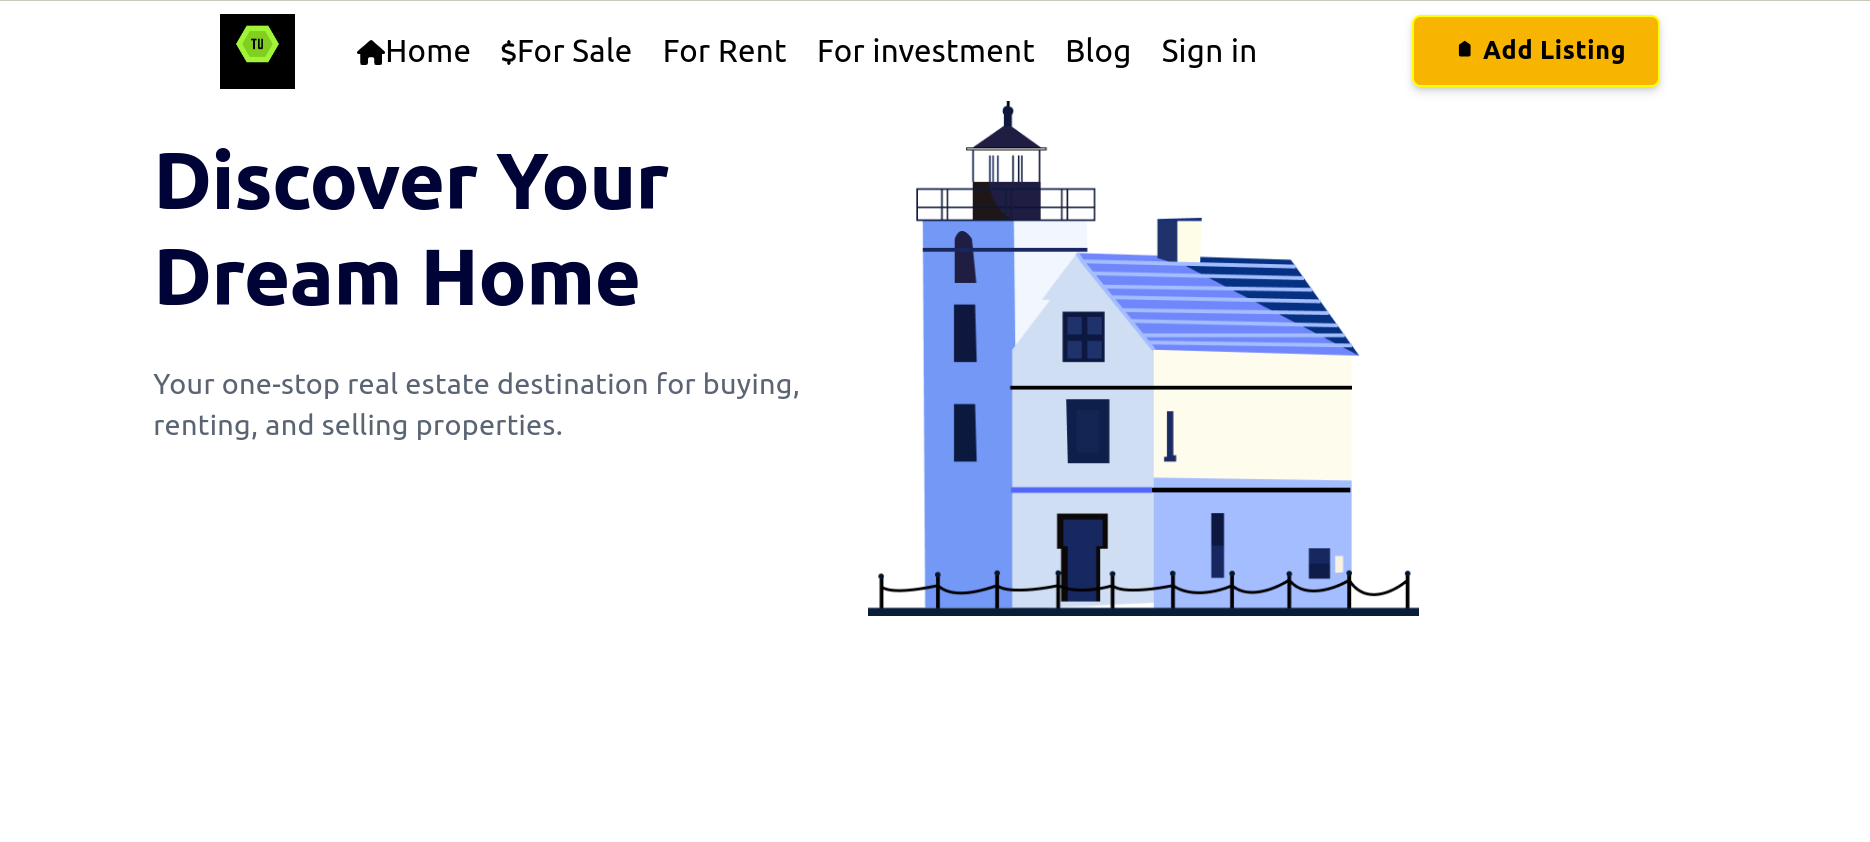 TU
Home $For Sale For Rent For investment Blog Sign in Add Listing
Discover Your
Dream Home
Your one-stop real estate destination for buying,
renting, and selling properties.